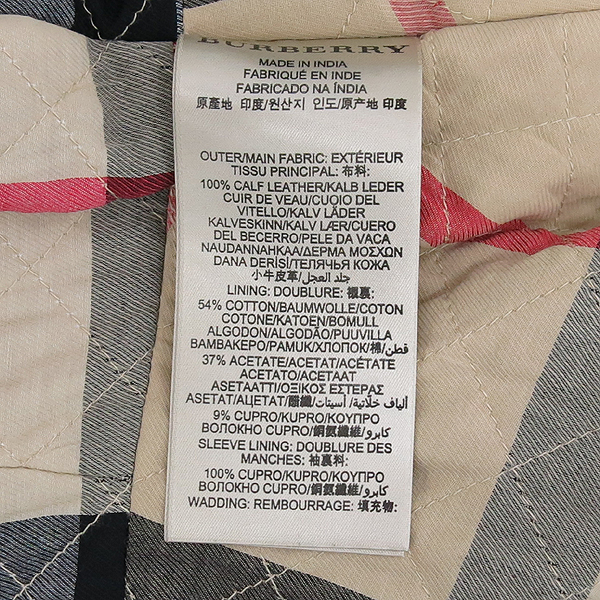 BURBERRY
MADE IN INDIA
FABRIQUÉ EN INDE
FABRICADO NA ÍNDIA
原產地 印度/원산지 인도/原产地 印度
OUTER/MAIN FABRIC: EXTÉRIEUR
TISSU PRINCIPAL: 布料:
100% CALF LEATHER/KALB LEDER
CUIR DE VEAU/CUOIO DEL
VITELLO/KALV LÄDER
KALVESKINN/KALV LÆR/CUERO
DEL BECERRO/PELE DA VACA
NAUDANNAHKAA/ΔΕΡΜΑ ΜΟΣΧΩΝ
DANA DERİSİ/ТЕЛЯЧЬЯ КОЖА
小牛皮革/جلد العجل
LINING: DOUBLURE: 襯裏:
54% COTTON/BAUMWOLLE/COTON
COTONE/KATOEN/BOMULL
ALGODON/ALGODÃO/PUUVILLA
ΒΑΜΒΑΚΕΡΟ/PAMUK/ХЛОПОК/棉/قطن
37% ACETATE/ACETAT/ACÉTATE
ACETATO/ACETAAT
ASETAATTI/ΟΞΙΚΟΣ ΕΣΤΕΡΑΣ
ASETAT/АЦЕТАТ/醋纖/ألياف خلّاتية/أسيتات
9% CUPRO/KUPRO/ΚΟΥΠΡΟ
ВОЛОКНО CUPRO/銅氨纖維/كابرو
SLEEVE LINING: DOUBLURE DES
MANCHES: 袖裏料:
100% CUPRO/KUPRO/ΚΟΥΠΡΟ
ВОЛОКНО CUPRO/銅氨纖維/كابرو
WADDING: REMBOURRAGE: 填充物: